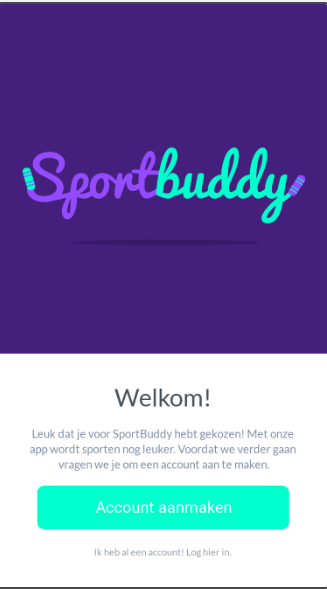 Sportbuddy
Welkom!
Leuk dat je voor SportBuddy hebt gekozen! Met onze
app wordt sporten nog leuker. Voordat we verder gaan
vragen we je om een account aan te maken.
Account aanmaken
Ik heb al een account! Log hier in.